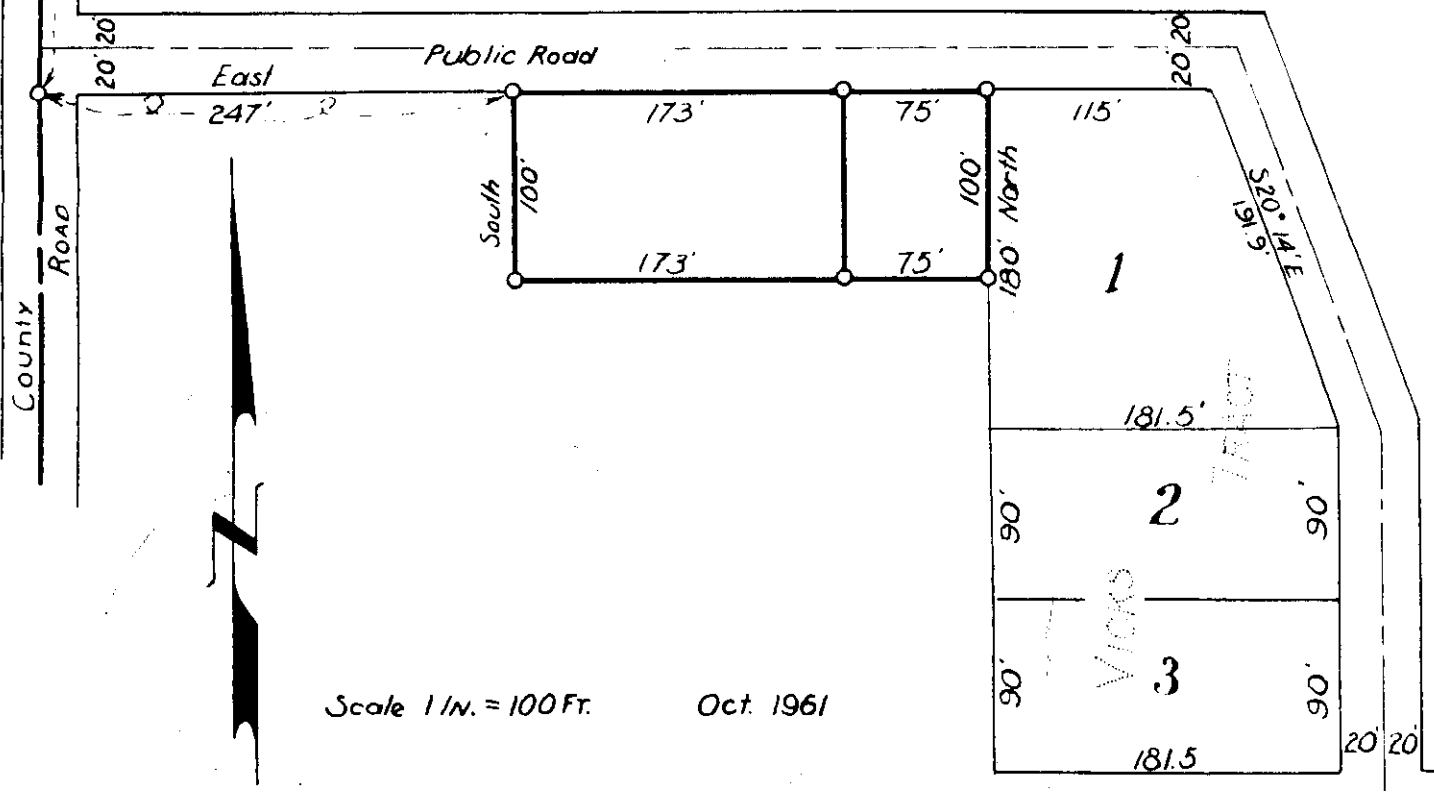 20' 20'
20' 20'
Public Road
East
247'
173'
75'
115'
South
100'
100'
North
180'
S20° 14' E
191.9'
173'
75'
County
ROAD
1
181.5'
TRACT
90'
2
90'
VICKS
90'
3
90'
181.5
20' 20'
N
Scale 1 IN. = 100 FT.
Oct. 1961